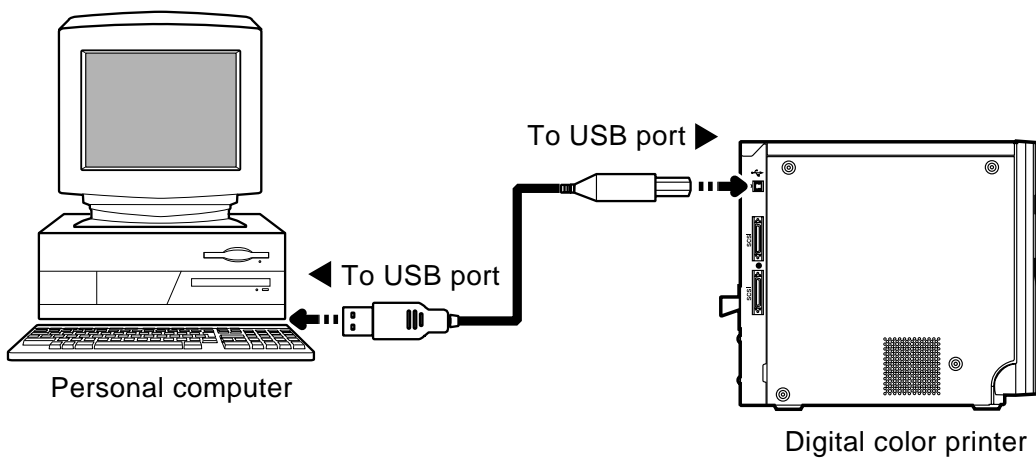 To USB port ▶
◀ To USB port
SCSI
SCSI
Personal computer
Digital color printer